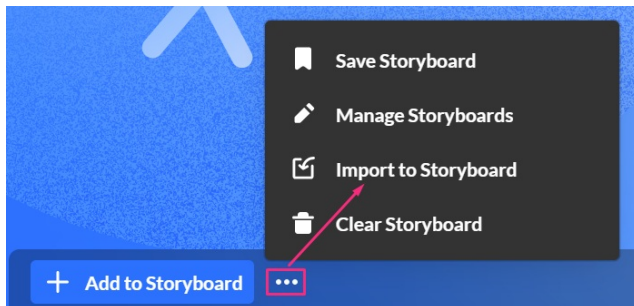 Save Storyboard
Manage Storyboards
Import to Storyboard
Clear Storyboard
+ Add to Storyboard ...